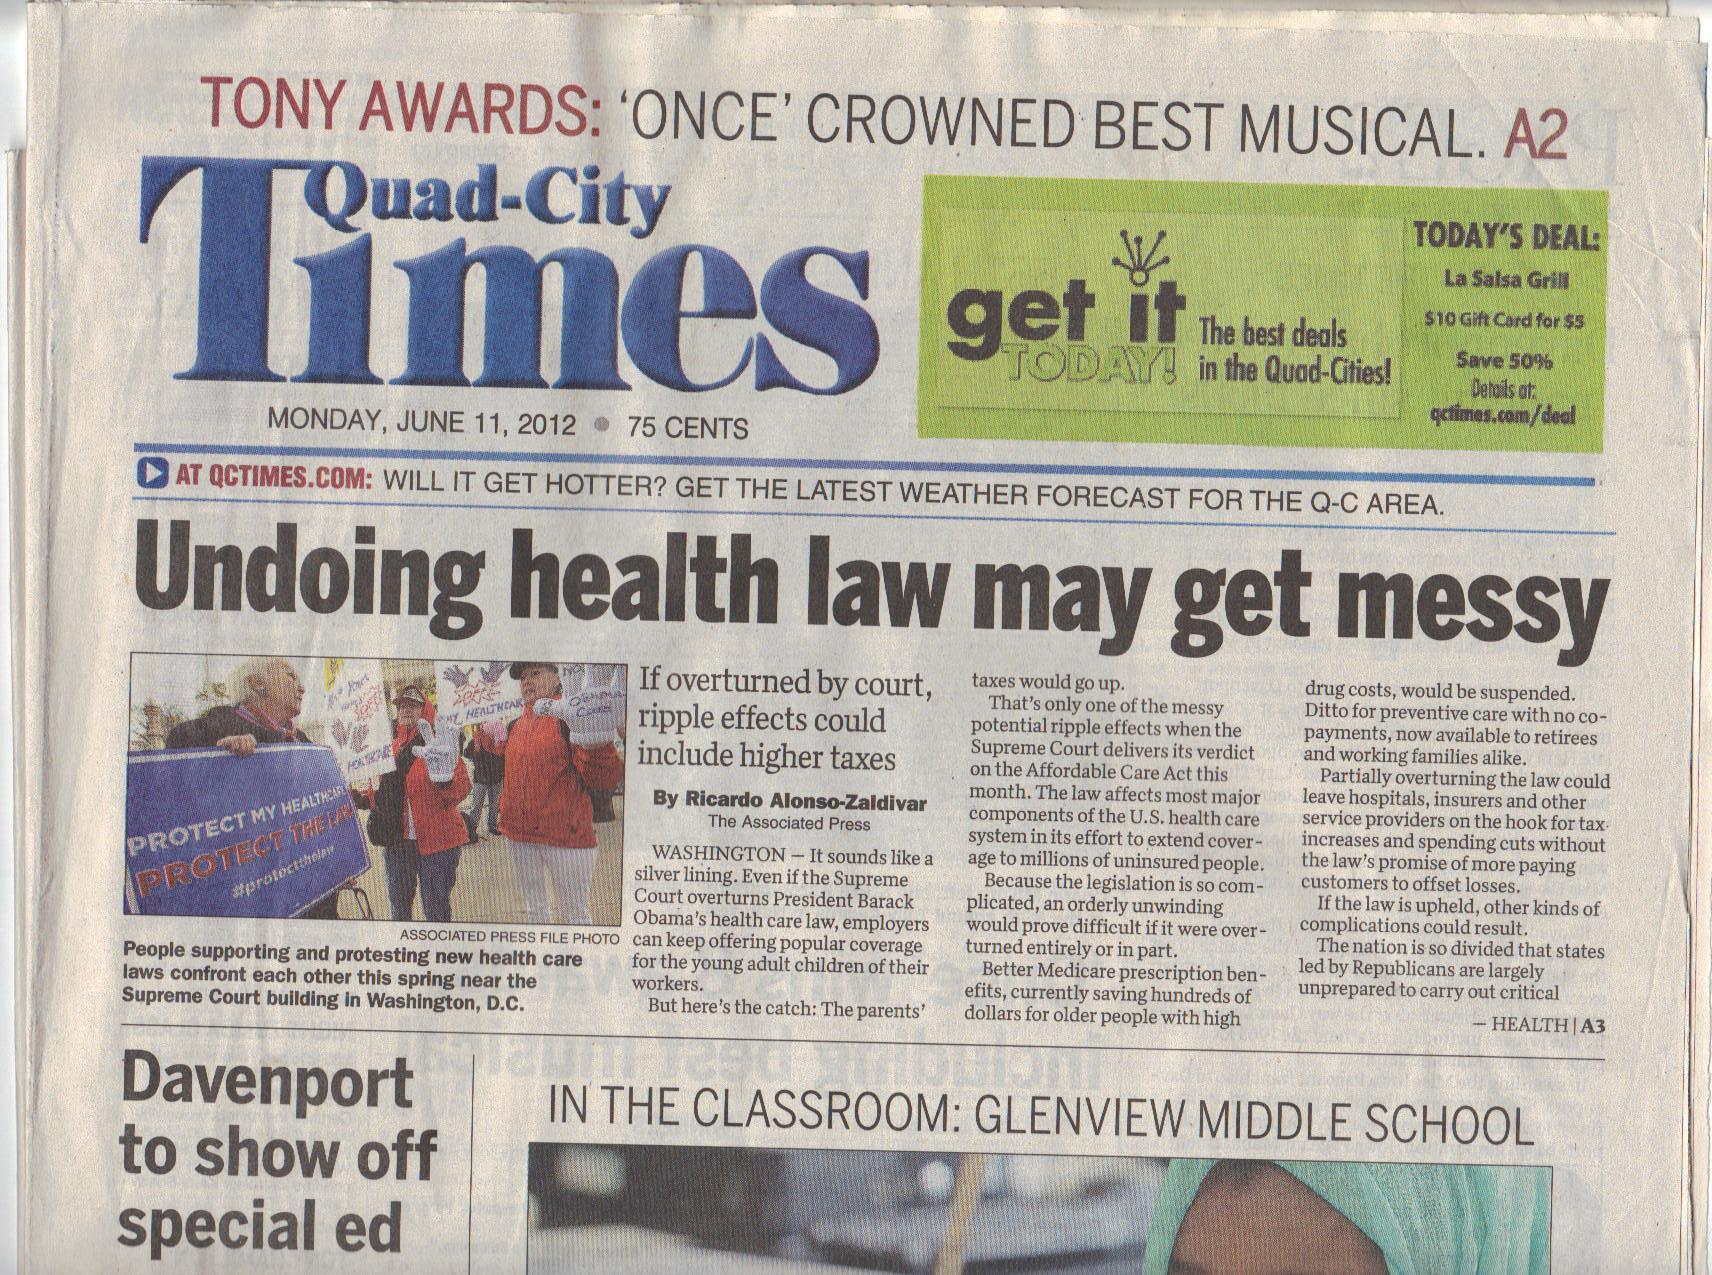 TONY AWARDS: ‘ONCE’ CROWNED BEST MUSICAL. A2
Quad-City
Times
MONDAY, JUNE 11, 2012 • 75 CENTS
get it
TODAY!
The best deals
in the Quad-Cities!
TODAY'S DEAL:
La Salsa Grill
$10 Gift Card for $5
Save 50%
Details at:
qctimes.com/deal
AT QCTIMES.COM: WILL IT GET HOTTER? GET THE LATEST WEATHER FORECAST FOR THE Q-C AREA.
Undoing health law may get messy
PROTECT MY HEALTHCARE
PROTECT THE LAW
#protectthelaw
MY HEALTHCARE
ASSOCIATED PRESS FILE PHOTO
People supporting and protesting new health care
laws confront each other this spring near the
Supreme Court building in Washington, D.C.
If overturned by court,
ripple effects could
include higher taxes
By Ricardo Alonso-Zaldivar
The Associated Press
WASHINGTON — It sounds like a
silver lining. Even if the Supreme
Court overturns President Barack
Obama's health care law, employers
can keep offering popular coverage
for the young adult children of their
workers.
But here's the catch: The parents'
taxes would go up.
That's only one of the messy
potential ripple effects when the
Supreme Court delivers its verdict
on the Affordable Care Act this
month. The law affects most major
components of the U.S. health care
system in its effort to extend cover-
age to millions of uninsured people.
Because the legislation is so com-
plicated, an orderly unwinding
would prove difficult if it were over-
turned entirely or in part.
Better Medicare prescription ben-
efits, currently saving hundreds of
dollars for older people with high
drug costs, would be suspended.
Ditto for preventive care with no co-
payments, now available to retirees
and working families alike.
Partially overturning the law could
leave hospitals, insurers and other
service providers on the hook for tax
increases and spending cuts without
the law's promise of more paying
customers to offset losses.
If the law is upheld, other kinds of
complications could result.
The nation is so divided that states
led by Republicans are largely
unprepared to carry out critical
— HEALTH | A3
Davenport
to show off
special ed
IN THE CLASSROOM: GLENVIEW MIDDLE SCHOOL